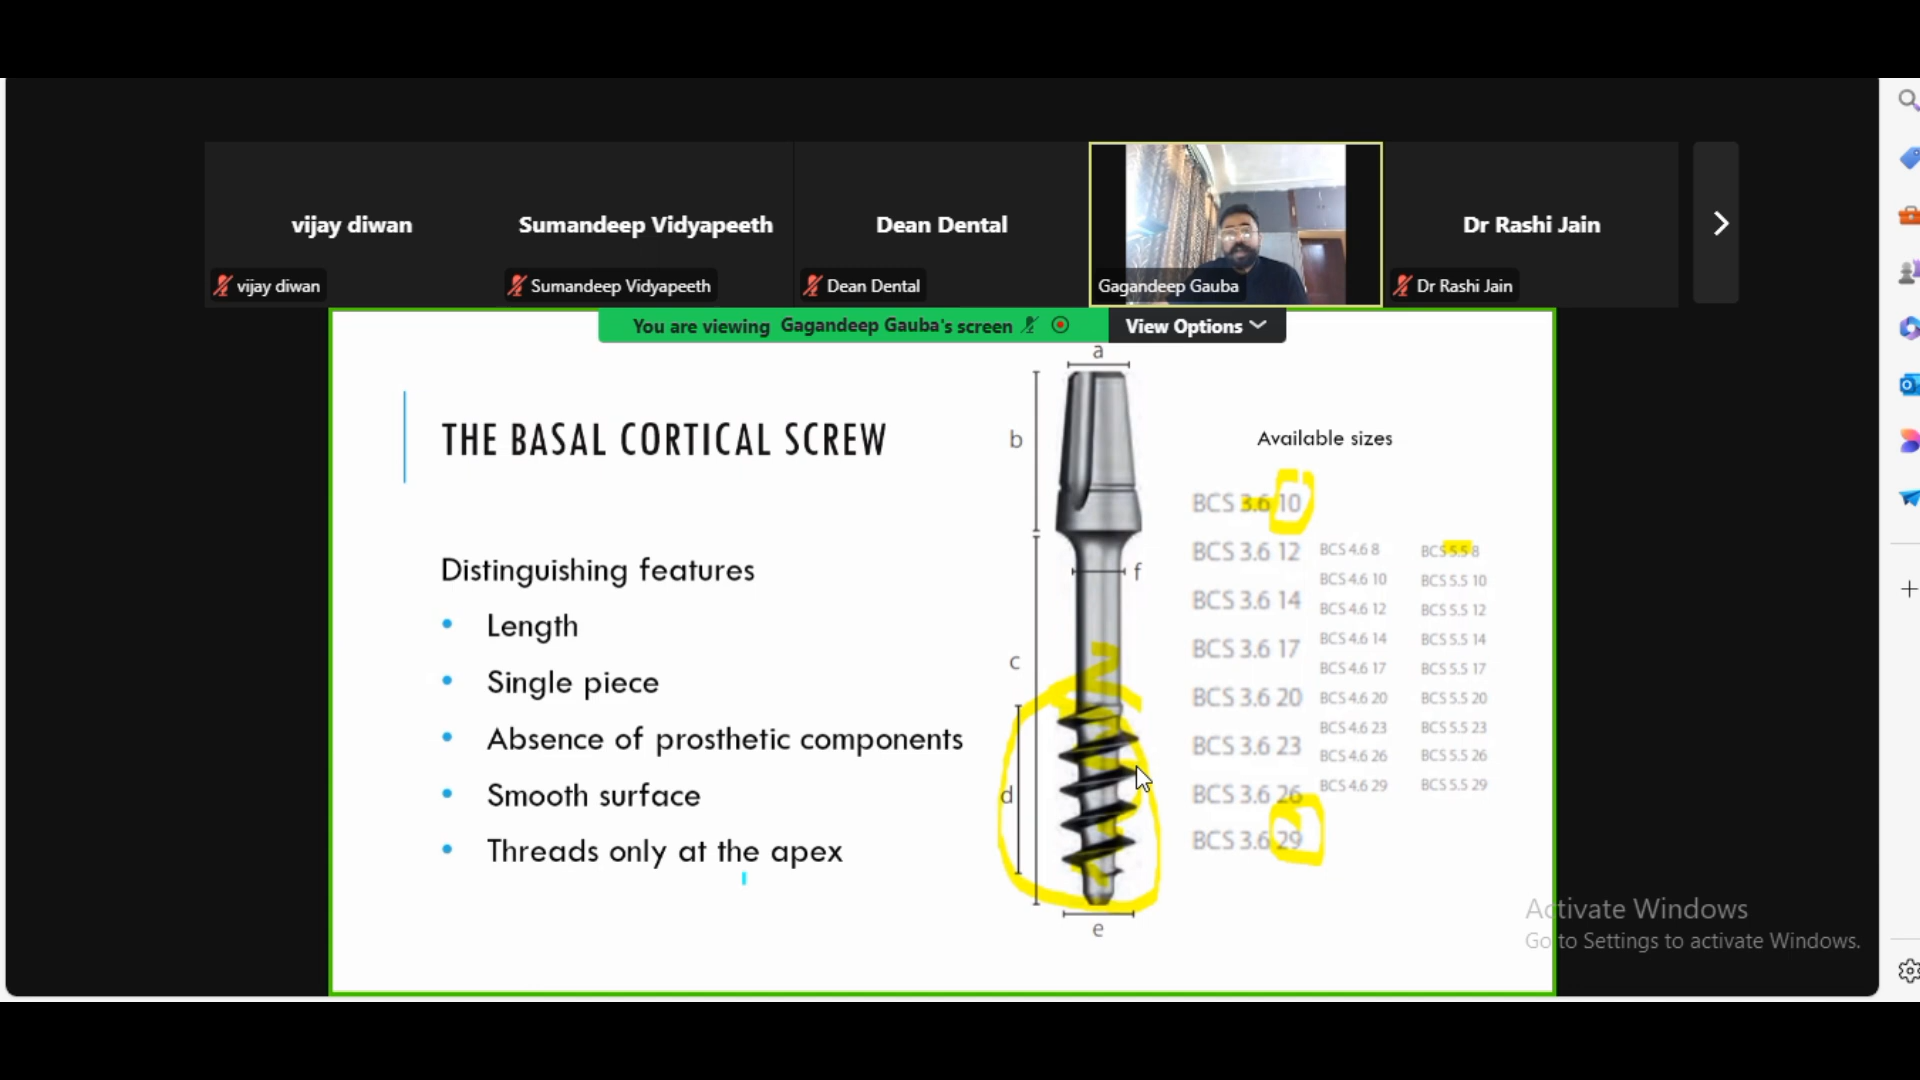 vijay diwan
Sumandeep Vidyapeeth
Dean Dental
Dr Rashi Jain
vijay diwan
Sumandeep Vidyapeeth
Dean Dental
Gagandeep Gauba
Dr Rashi Jain
You are viewing Gagandeep Gauba's screen
View Options
THE BASAL CORTICAL SCREW
Distinguishing features
• Length
• Single piece
• Absence of prosthetic components
• Smooth surface
• Threads only at the apex
a
b
f
c
d
e
Available sizes
BCS 3.6 10
BCS 3.6 12
BCS 3.6 14
BCS 3.6 17
BCS 3.6 20
BCS 3.6 23
BCS 3.6 26
BCS 3.6 29
BCS 4.6 8
BCS 4.6 10
BCS 4.6 12
BCS 4.6 14
BCS 4.6 17
BCS 4.6 20
BCS 4.6 23
BCS 4.6 26
BCS 4.6 29
BCS 5.5 8
BCS 5.5 10
BCS 5.5 12
BCS 5.5 14
BCS 5.5 17
BCS 5.5 20
BCS 5.5 23
BCS 5.5 26
BCS 5.5 29
Activate Windows
Go to Settings to activate Windows.